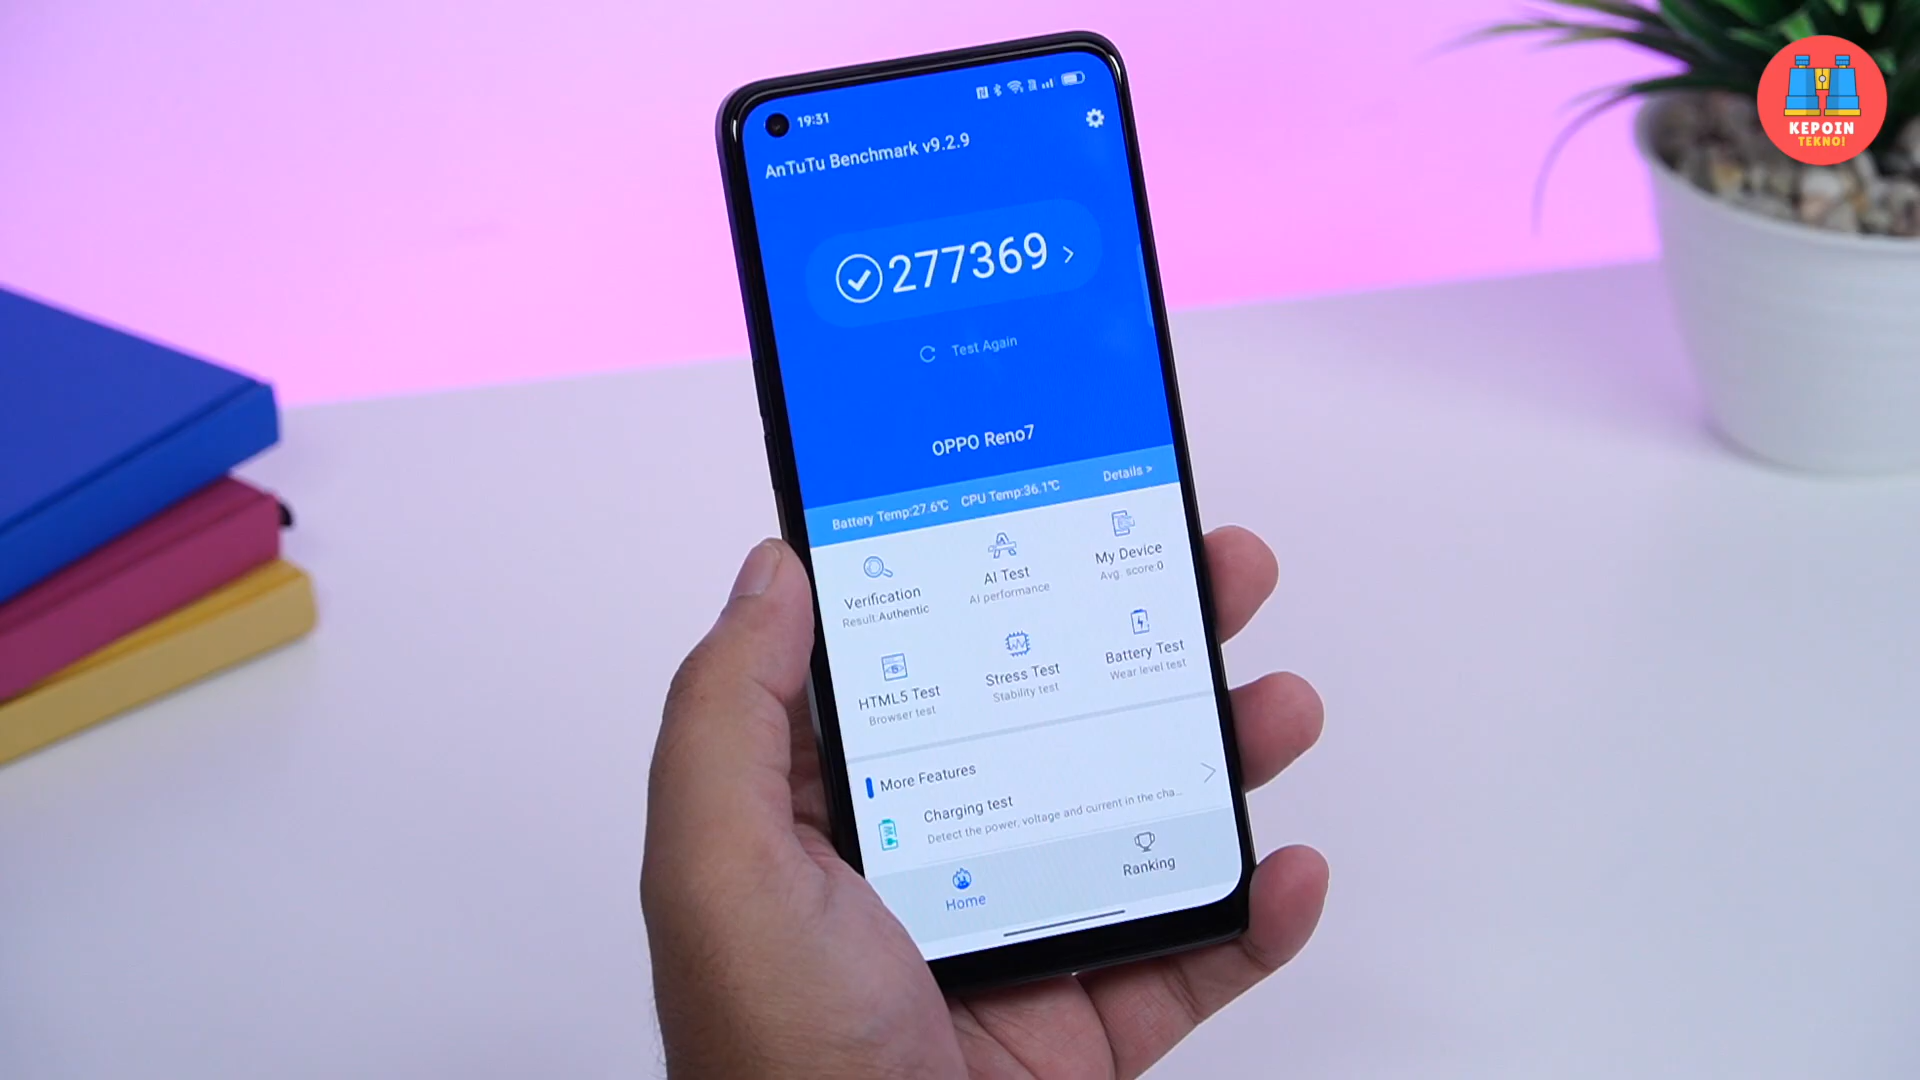 19:31
AnTuTu Benchmark v9.2.9
277369
Test Again
OPPO Reno7
Battery Temp:27.6℃ CPU Temp:36.1℃ Details >
Verification
Result:Authentic
AI Test
AI performance
My Device
Avg. score:0
HTML5 Test
Browser test
Stress Test
Stability test
Battery Test
Wear level test
More Features
Charging test
Detect the power, voltage and current in the cha...
Home
Ranking
KEPOIN
TEKNO!